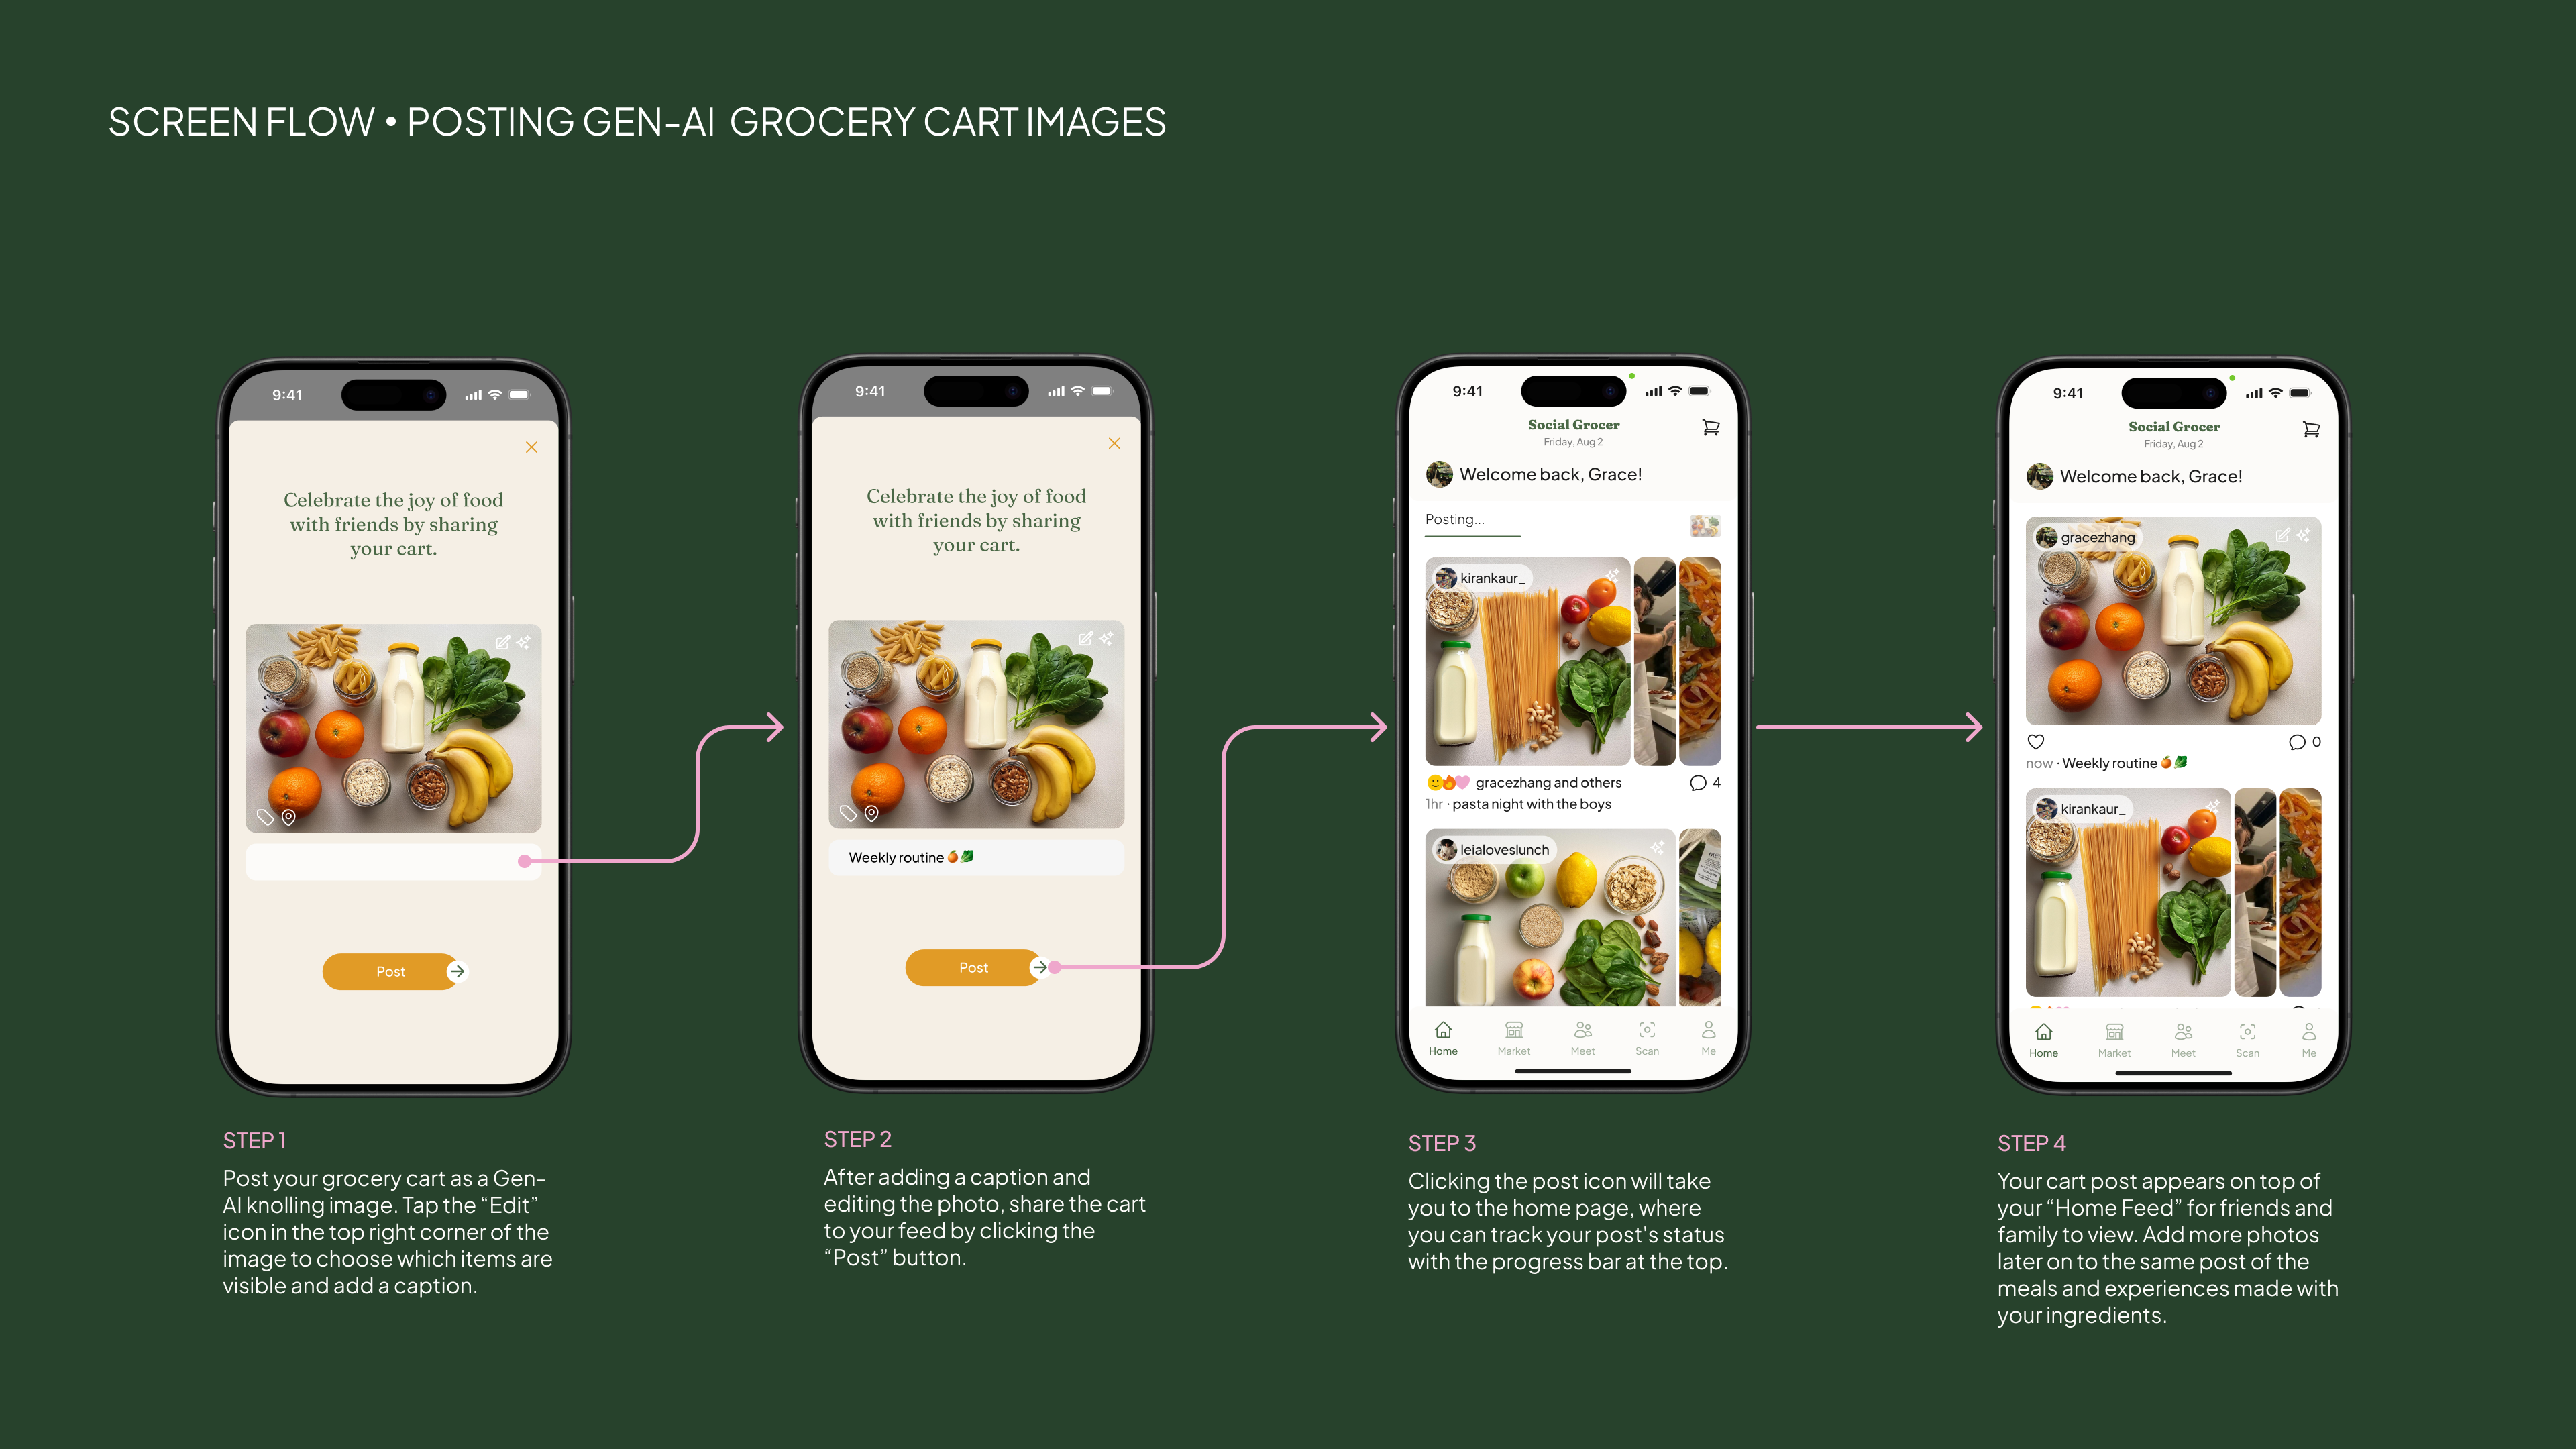 SCREEN FLOW • POSTING GEN-AI GROCERY CART IMAGES
9:41
Celebrate the joy of food
with friends by sharing
your cart.
Post
STEP 1
Post your grocery cart as a Gen-
AI knolling image. Tap the “Edit”
icon in the top right corner of the
image to choose which items are
visible and add a caption.
9:41
Celebrate the joy of food
with friends by sharing
your cart.
Weekly routine 🍊🥬
Post
STEP 2
After adding a caption and
editing the photo, share the cart
to your feed by clicking the
“Post” button.
9:41
Social Grocer
Friday, Aug 2
Welcome back, Grace!
Posting...
kirankaur_
gracezhang and others
4
1hr · pasta night with the boys
leialoveslunch
Home Market Meet Scan Me
STEP 3
Clicking the post icon will take
you to the home page, where
you can track your post's status
with the progress bar at the top.
9:41
Social Grocer
Friday, Aug 2
Welcome back, Grace!
gracezhang
0
now · Weekly routine 🍊🥬
kirankaur_
Home Market Meet Scan Me
STEP 4
Your cart post appears on top of
your “Home Feed” for friends and
family to view. Add more photos
later on to the same post of the
meals and experiences made with
your ingredients.